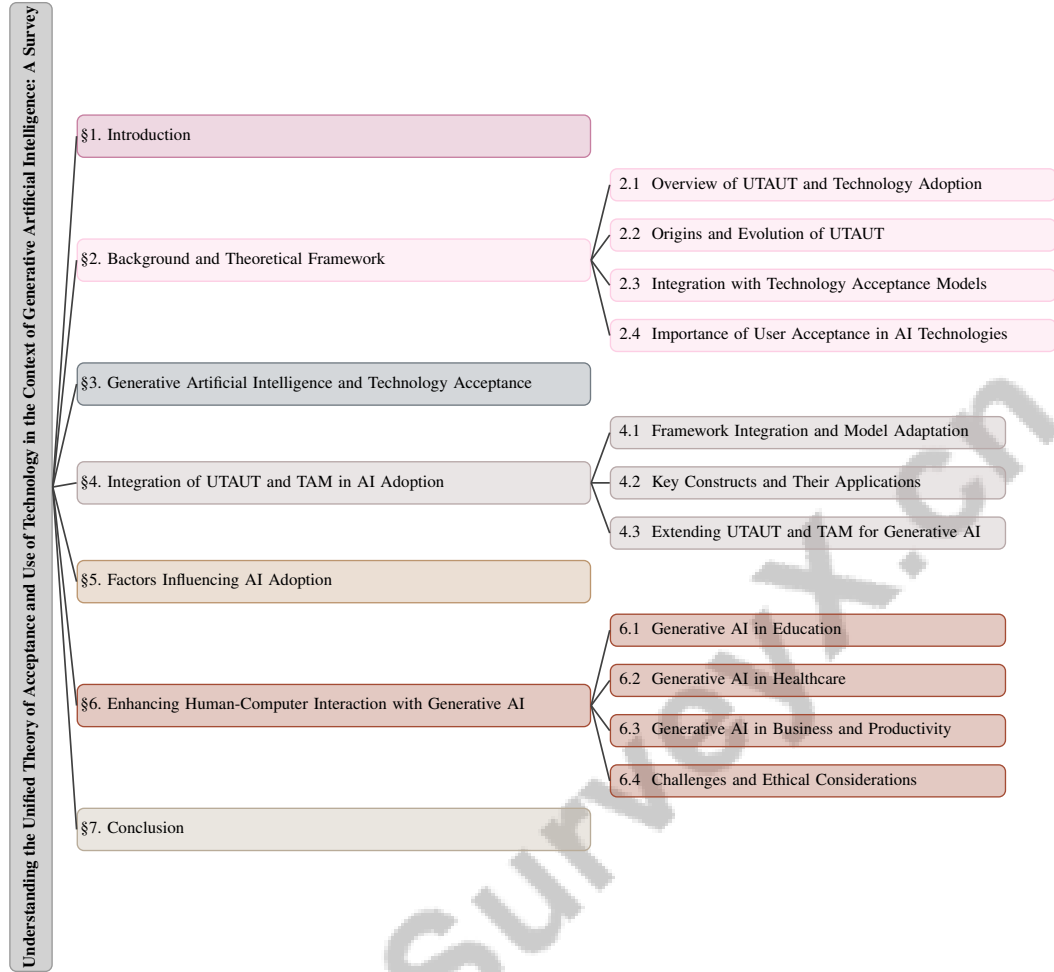 Understanding the Unified Theory of Acceptance and Use of Technology in the Context of Generative Artificial Intelligence: A Survey
§1. Introduction
§2. Background and Theoretical Framework
2.1 Overview of UTAUT and Technology Adoption
2.2 Origins and Evolution of UTAUT
2.3 Integration with Technology Acceptance Models
2.4 Importance of User Acceptance in AI Technologies
§3. Generative Artificial Intelligence and Technology Acceptance
§4. Integration of UTAUT and TAM in AI Adoption
4.1 Framework Integration and Model Adaptation
4.2 Key Constructs and Their Applications
4.3 Extending UTAUT and TAM for Generative AI
§5. Factors Influencing AI Adoption
§6. Enhancing Human-Computer Interaction with Generative AI
6.1 Generative AI in Education
6.2 Generative AI in Healthcare
6.3 Generative AI in Business and Productivity
6.4 Challenges and Ethical Considerations
§7. Conclusion
SurveyX.cn